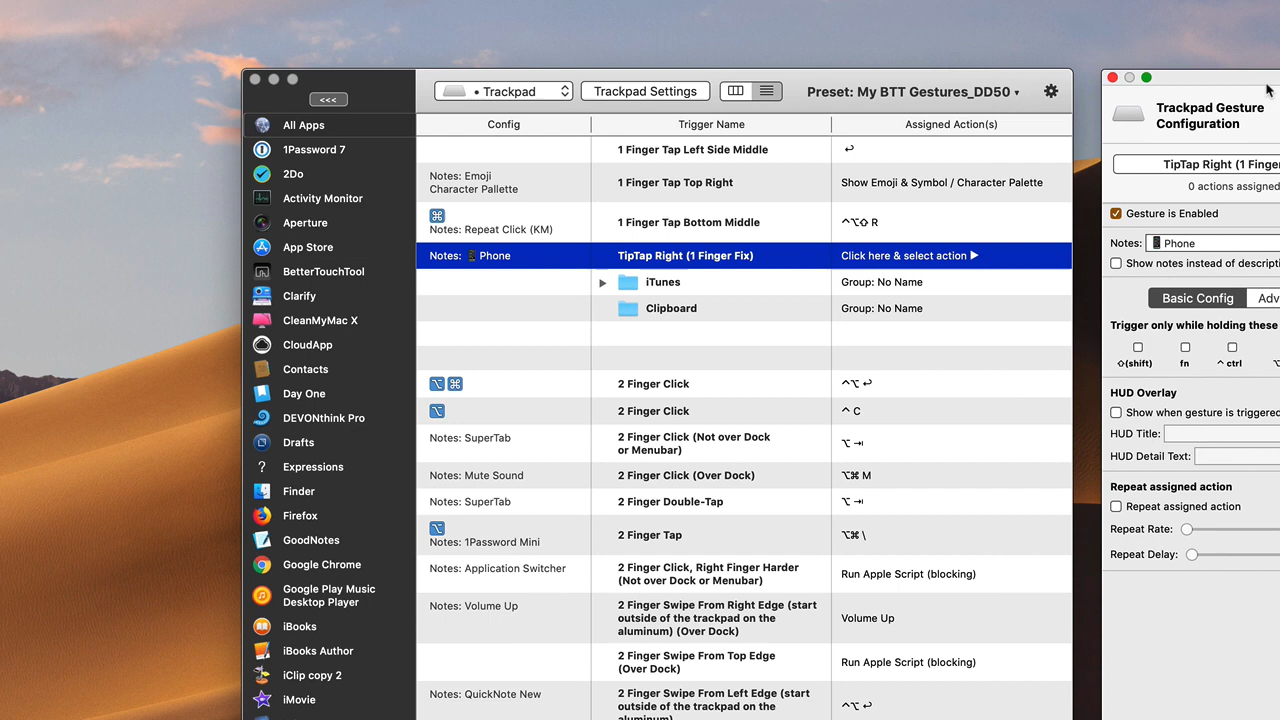 <<<
• Trackpad
Trackpad Settings
Preset: My BTT Gestures_DD50 ▾
All Apps
1Password 7
2Do
Activity Monitor
Aperture
App Store
BetterTouchTool
Clarify
CleanMyMac X
CloudApp
Contacts
Day One
DEVONthink Pro
Drafts
? Expressions
Finder
Firefox
GoodNotes
Google Chrome
Google Play Music
Desktop Player
iBooks
iBooks Author
iClip copy 2
iMovie
Config Trigger Name Assigned Action(s)
1 Finger Tap Left Side Middle ↩
Notes: Emoji
Character Pallette
1 Finger Tap Top Right Show Emoji & Symbol / Character Palette
⌘
Notes: Repeat Click (KM)
1 Finger Tap Bottom Middle ^⌥⇧ R
Notes: 📱 Phone TipTap Right (1 Finger Fix) Click here & select action ▶
▶ iTunes Group: No Name
Clipboard Group: No Name
⌥ ⌘ 2 Finger Click ^⌥ ↩
⌥ 2 Finger Click ^ C
Notes: SuperTab
2 Finger Click (Not over Dock
or Menubar)
⌥ ⇥
Notes: Mute Sound 2 Finger Click (Over Dock) ⌥⌘ M
Notes: SuperTab 2 Finger Double-Tap ⌥ ⇥
⌥
Notes: 1Password Mini
2 Finger Tap ⌥⌘ \
Notes: Application Switcher
2 Finger Click, Right Finger Harder
(Not over Dock or Menubar)
Run Apple Script (blocking)
Notes: Volume Up
2 Finger Swipe From Right Edge (start
outside of the trackpad on the
aluminum) (Over Dock)
Volume Up
2 Finger Swipe From Top Edge
(Over Dock)
Run Apple Script (blocking)
Notes: QuickNote New
2 Finger Swipe From Left Edge (start
outside of the trackpad on the
aluminum)
^⌥ ↩
Trackpad Gesture
Configuration
TipTap Right (1 Finger
0 actions assigned
Gesture is Enabled
Notes: 📱 Phone
Show notes instead of descripti
Basic Config Adv
Trigger only while holding these
⇧(shift) fn ^ ctrl ⌥
HUD Overlay
Show when gesture is triggered
HUD Title:
HUD Detail Text:
Repeat assigned action
Repeat assigned action
Repeat Rate:
Repeat Delay: